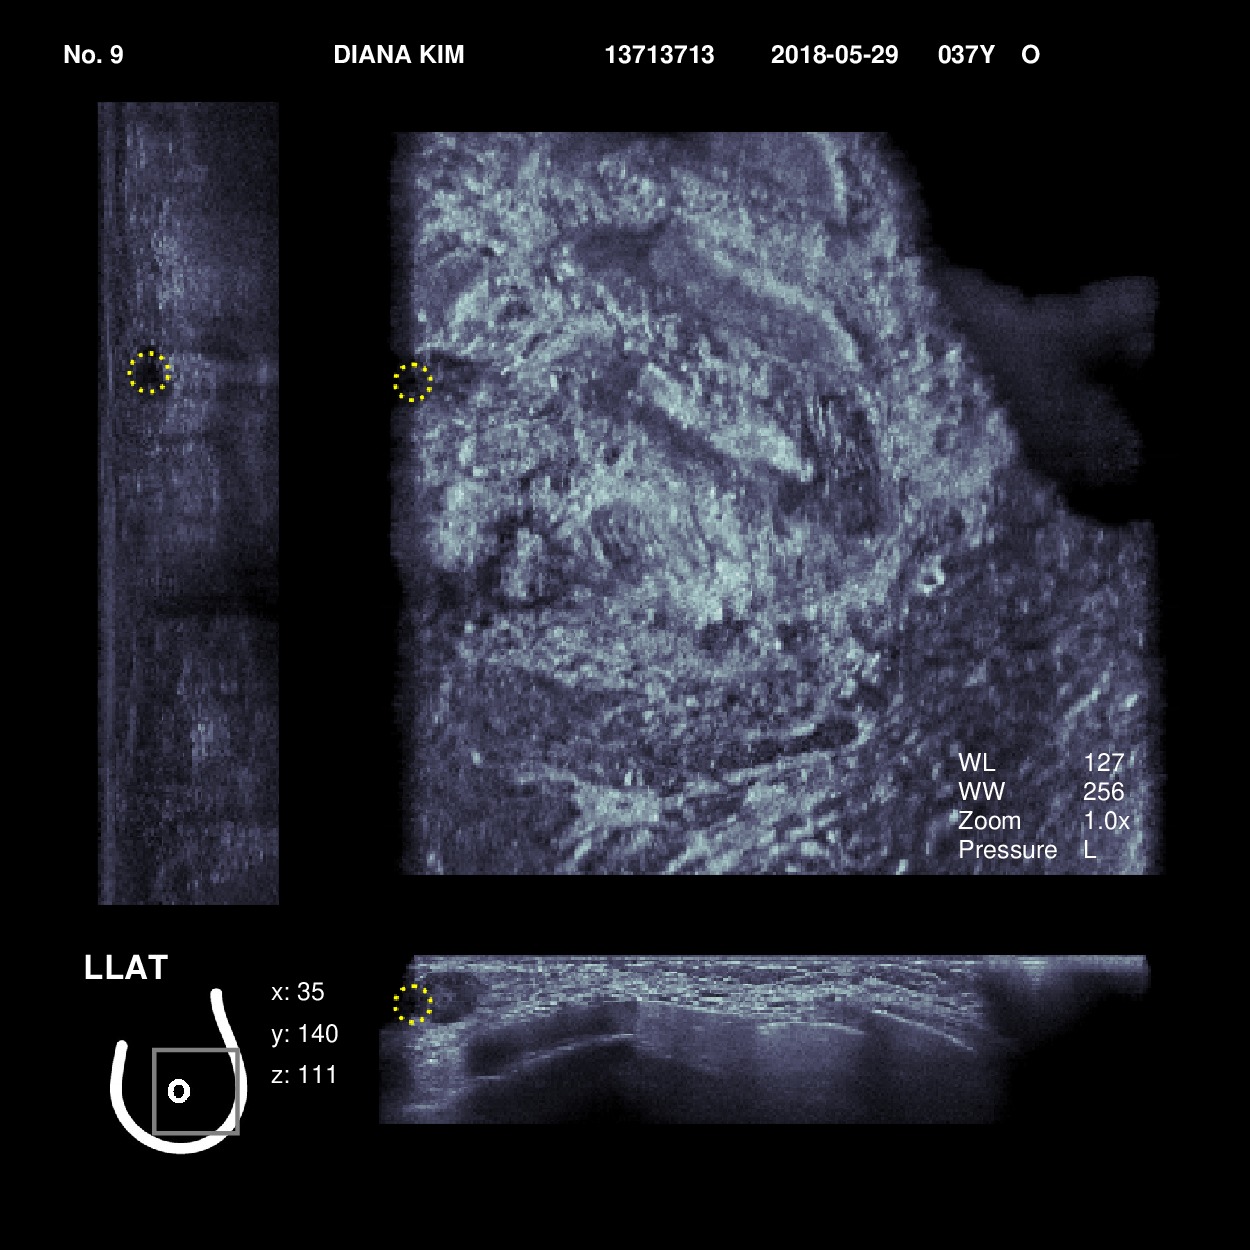 No. 9 DIANA KIM 13713713 2018-05-29 037Y O
WL 127
WW 256
Zoom 1.0x
Pressure L
LLAT
x: 35
y: 140
z: 111